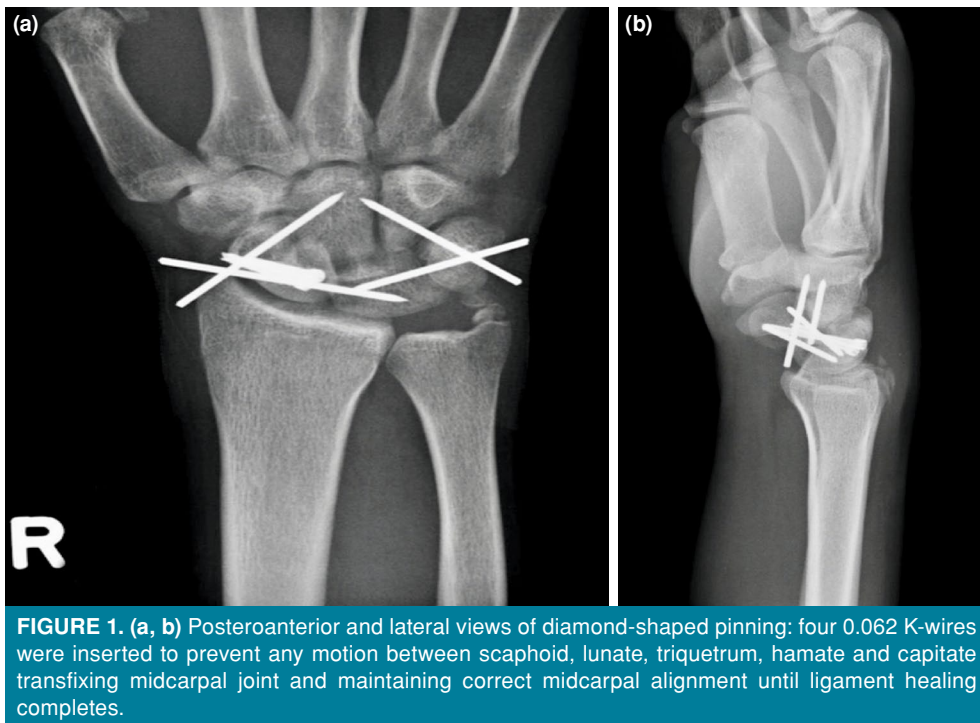 (a)
(b)
R
FIGURE 1. (a, b) Posteroanterior and lateral views of diamond-shaped pinning: four 0.062 K-wires
were inserted to prevent any motion between scaphoid, lunate, triquetrum, hamate and capitate
transfixing midcarpal joint and maintaining correct midcarpal alignment until ligament healing
completes.